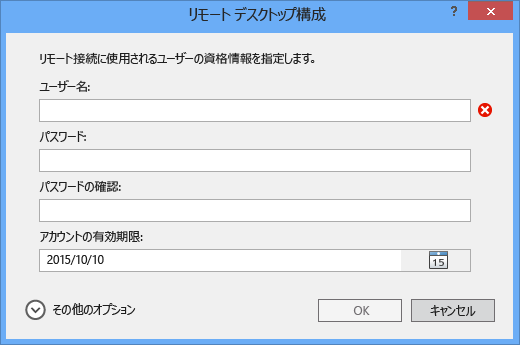 リモート デスクトップ構成
?
リモート接続に使用されるユーザーの資格情報を指定します。
ユーザー名:
パスワード:
パスワードの確認:
アカウントの有効期限:
2015/10/10
15
その他のオプション
OK
キャンセル